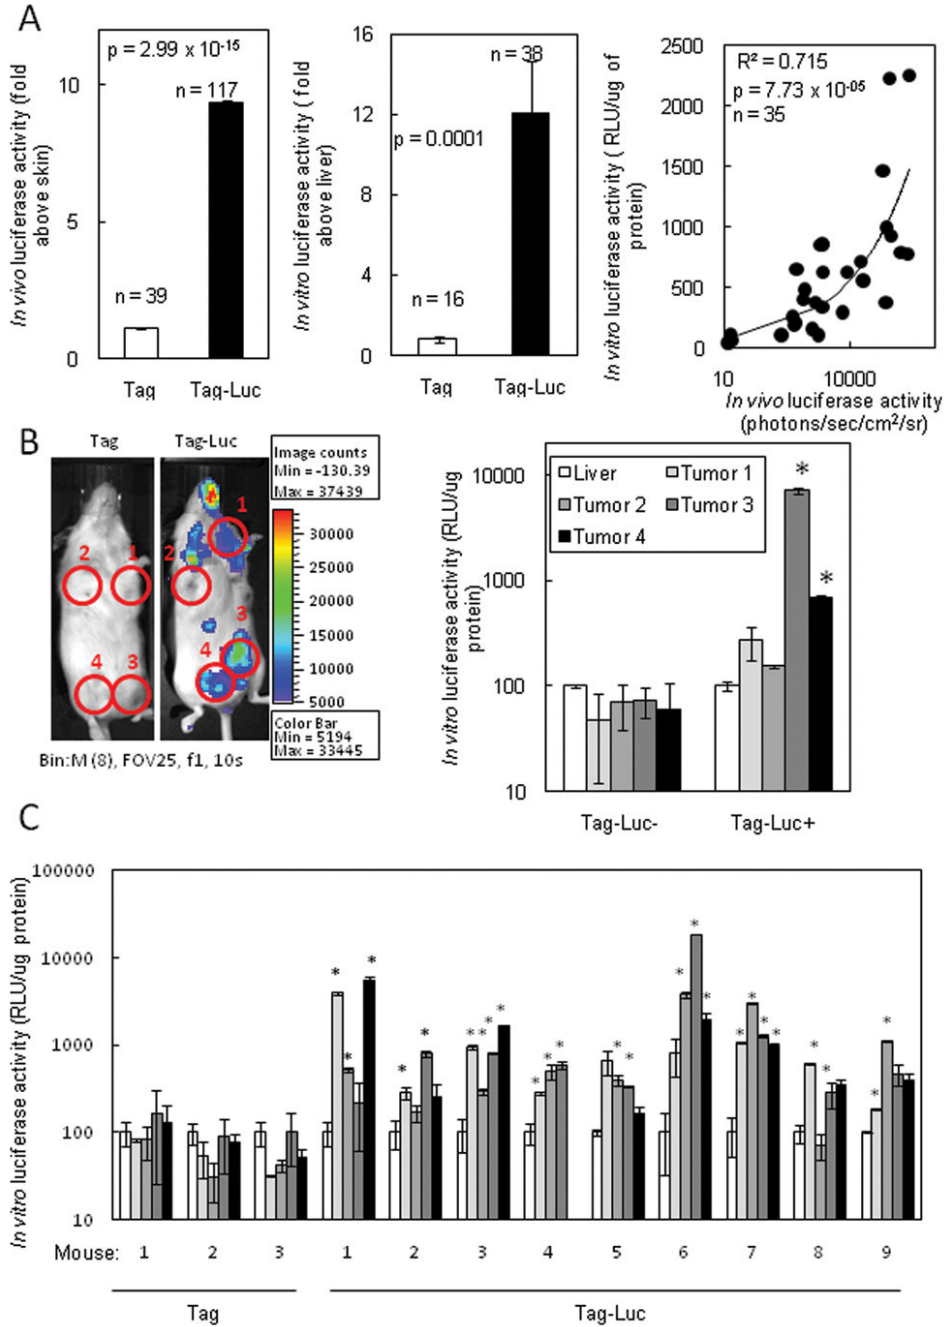 A
In vivo luciferase activity (fold
above skin)
10
5
0
p = 2.99 x 10-15
n = 117
n = 39
Tag
Tag-Luc
In vitro luciferase activity ( fold
above liver)
16
12
8
4
0
n = 38
p = 0.0001
n = 16
Tag
Tag-Luc
In vitro luciferase activity ( RLU/ug of
protein)
2500
2000
1500
1000
500
0
R² = 0.715
p = 7.73 x 10-05
n = 35
10
10000
In vivo luciferase activity
(photons/sec/cm²/sr)
B
Tag
Tag-Luc
2
1
4
3
1
2
3
4
Image counts
Min = -130.39
Max = 37439
30000
25000
20000
15000
10000
5000
Color Bar
Min = 5194
Max = 33445
Bin:M (8), FOV25, f1, 10s
In vitro luciferase activity (RLU/ug
protein)
10000
1000
100
10
Liver
Tumor 1
Tumor 2
Tumor 3
Tumor 4
*
*
Tag-Luc-
Tag-Luc+
C
In vitro luciferase activity (RLU/ug protein)
100000
10000
1000
100
10
* * * * * * * * * * * * * * * * * * * * * * * * *
Mouse: 1 2 3 1 2 3 4 5 6 7 8 9
Tag
Tag-Luc